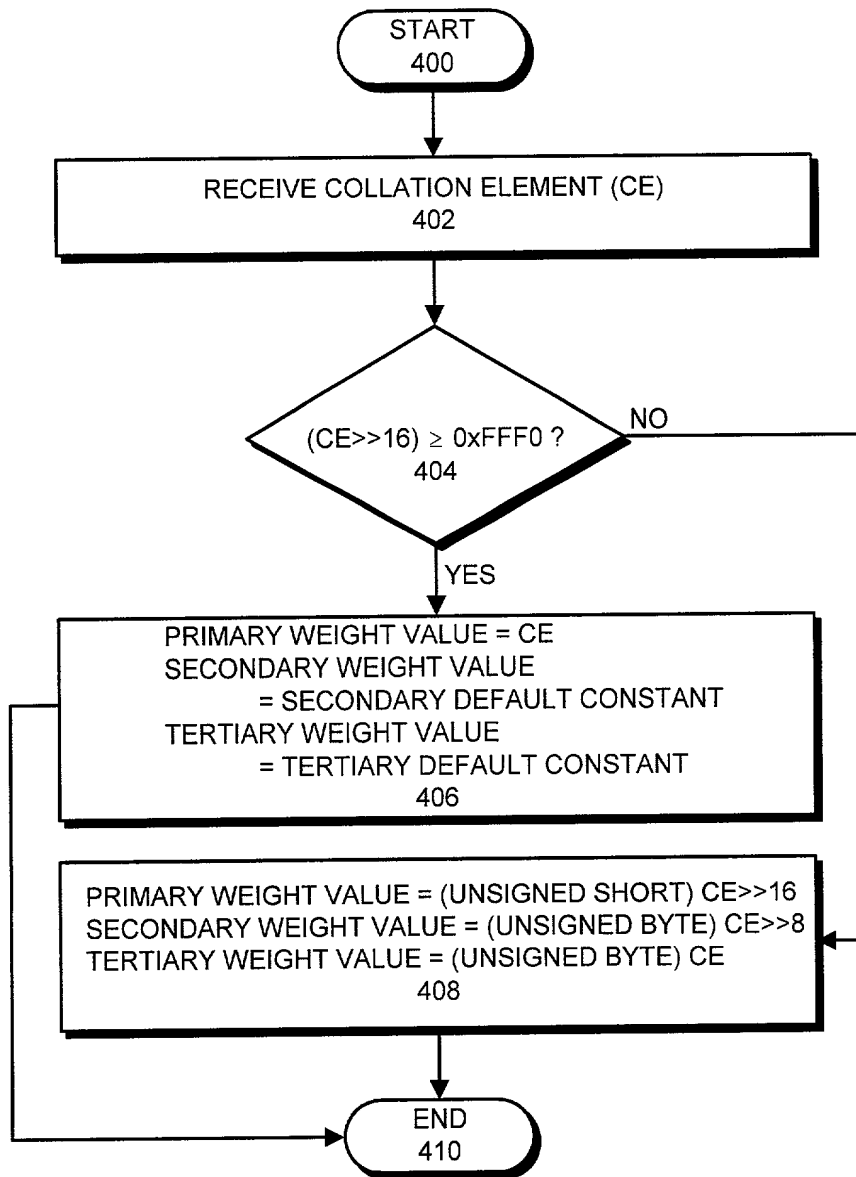 START
400
RECEIVE COLLATION ELEMENT (CE)
402
(CE>>16) ≥ 0xFFF0 ?
404
NO
YES
PRIMARY WEIGHT VALUE = CE
SECONDARY WEIGHT VALUE
= SECONDARY DEFAULT CONSTANT
TERTIARY WEIGHT VALUE
= TERTIARY DEFAULT CONSTANT
406
PRIMARY WEIGHT VALUE = (UNSIGNED SHORT) CE>>16
SECONDARY WEIGHT VALUE = (UNSIGNED BYTE) CE>>8
TERTIARY WEIGHT VALUE = (UNSIGNED BYTE) CE
408
END
410